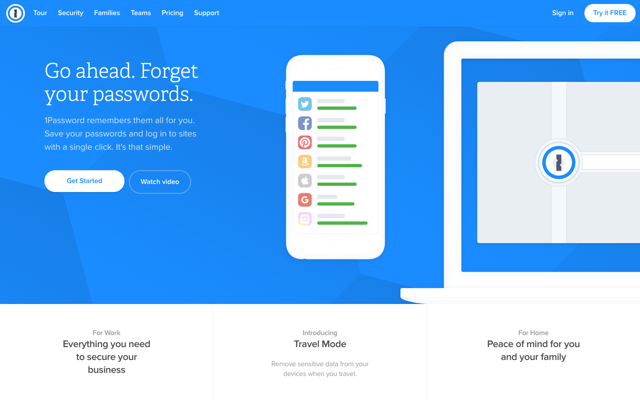 Tour Security Families Teams Pricing Support Sign in Try it FREE
Go ahead. Forget
your passwords.
1Password remembers them all for you.
Save your passwords and log in to sites
with a single click. It's that simple.
Get Started Watch video
For Work
Everything you need
to secure your
business
Introducing
Travel Mode
Remove sensitive data from your
devices when you travel.
For Home
Peace of mind for you
and your family